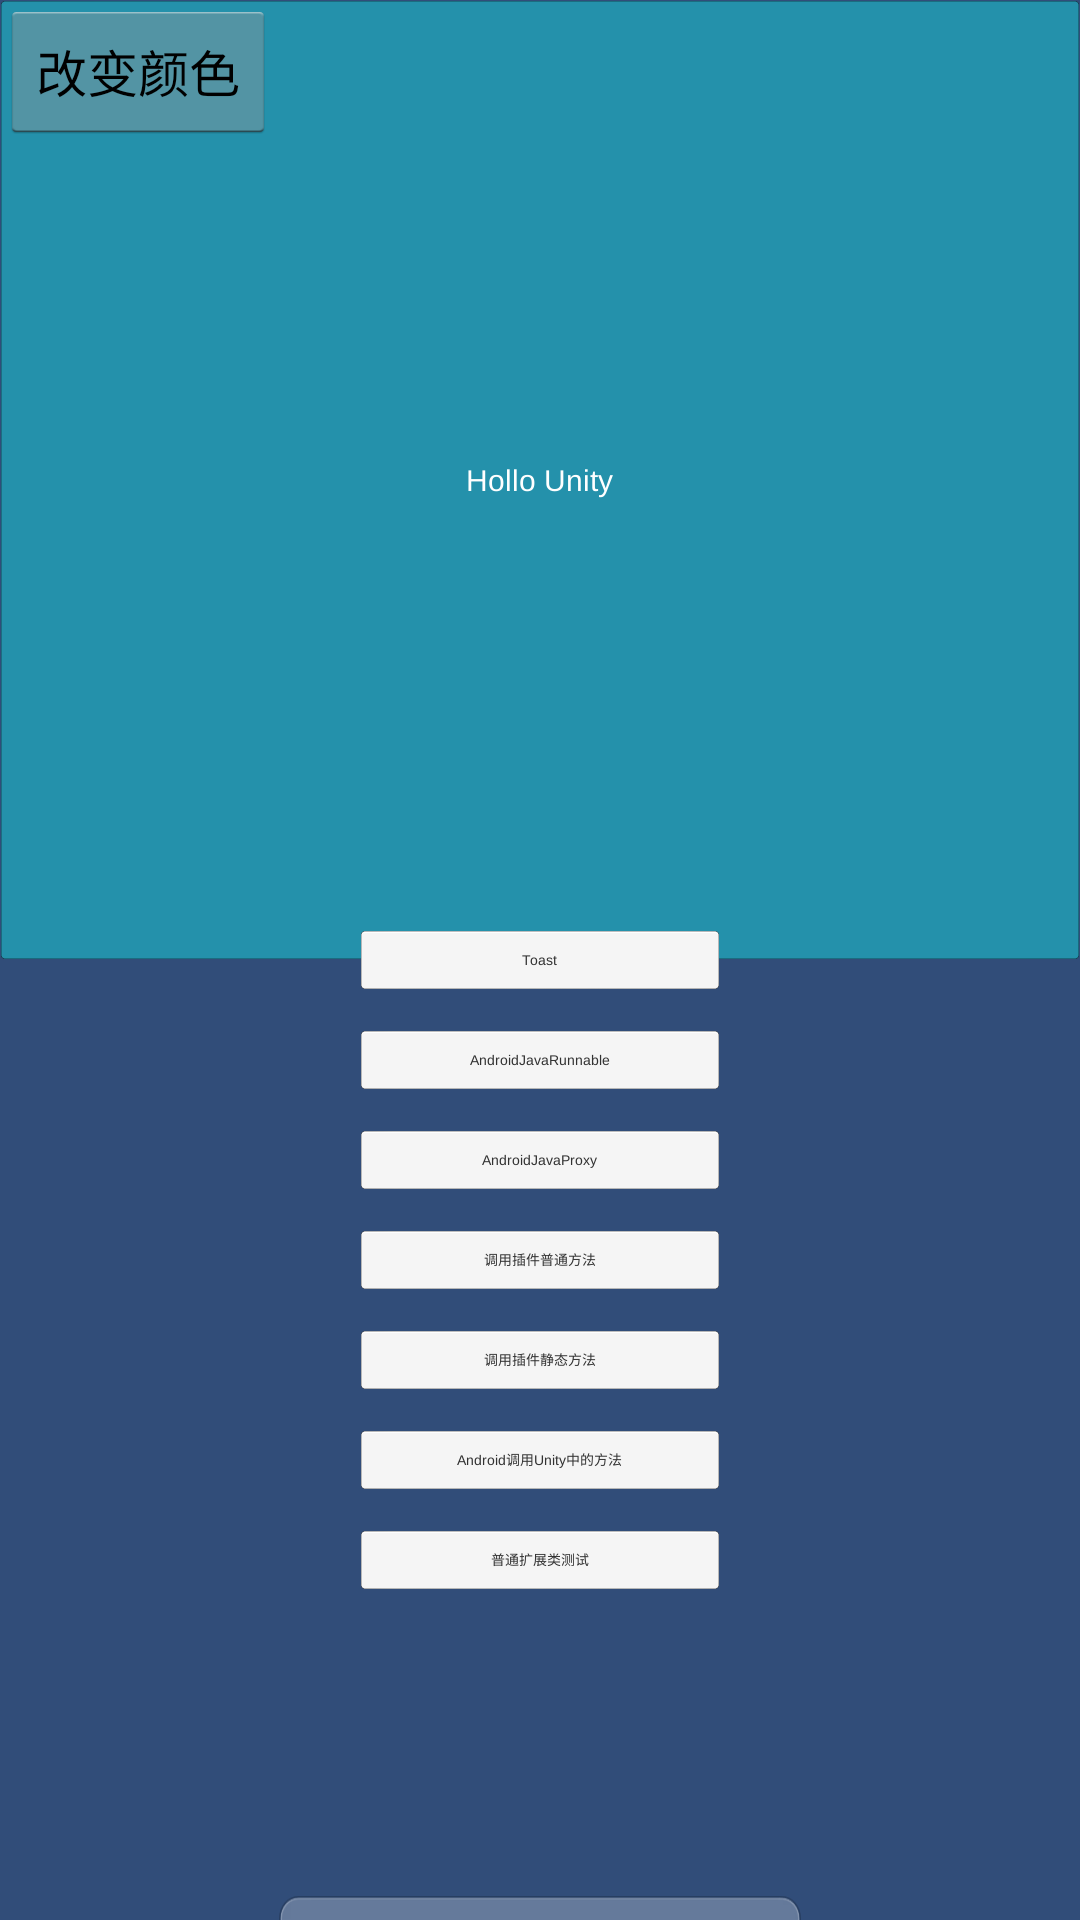 改变颜色
Hollo Unity
Toast
AndroidJavaRunnable
AndroidJavaProxy
调用插件普通方法
调用插件静态方法
Android调用Unity中的方法
普通扩展类测试